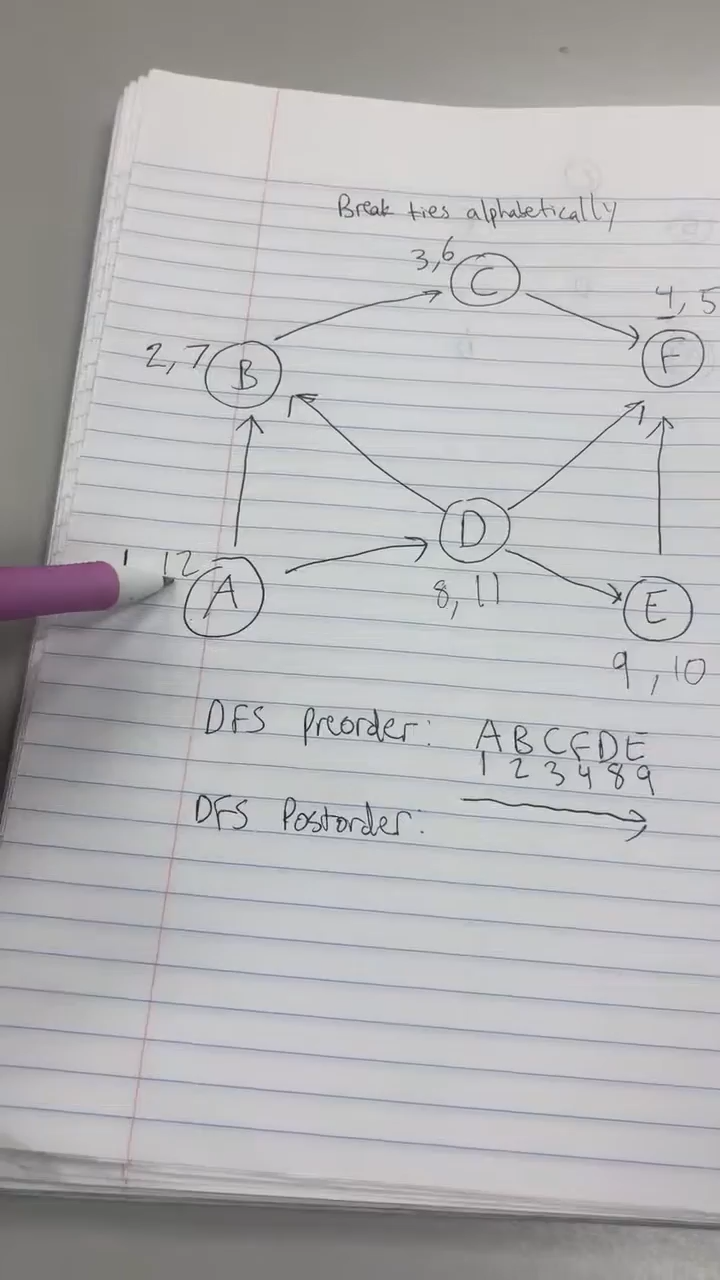 Break ties alphabetically
3,6 C
4,5
2,7 B F
1 12 A D
8,11 E
9,10
DFS Preorder: ABCFDE
1 2 3 4 8 9
DFS Postorder: